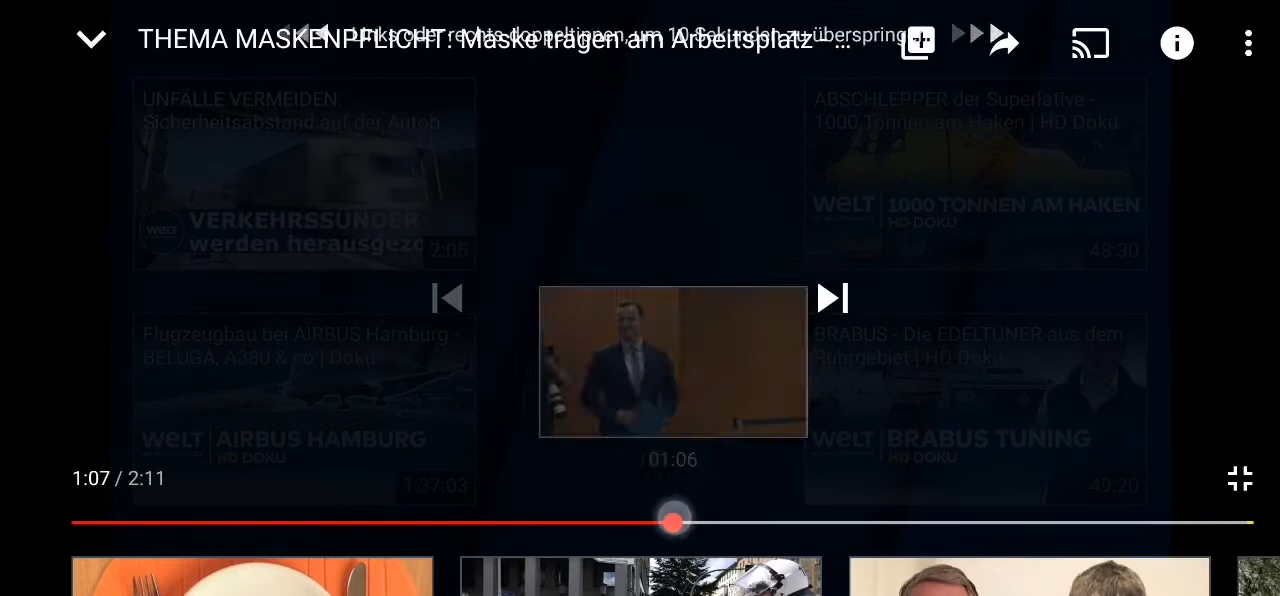 THEMA MASKENPFLICHT: Maske tragen am Arbeitsplatz - ...
Links oder rechts doppeltippen, um 10 Sekunden zu überspring
UNFÄLLE VERMEIDEN:
Sicherheitsabstand auf der Autob.
welt
VERKEHRSSÜNDER
werden herausgezo
2:05
ABSCHLEPPER der Superlative -
1000 Tonnen am Haken | HD Doku
welt
1000 TONNEN AM HAKEN
HD DOKU
48:30
Flugzeugbau bei AIRBUS Hamburg -
BELUGA, A380 & co | Doku
welt
AIRBUS HAMBURG
HD DOKU
1:37:03
BRABUS - Die EDELTUNER aus dem
Ruhrgebiet | HD Doku
welt
BRABUS TUNING
HD DOKU
49:20
01:06
1:07 / 2:11